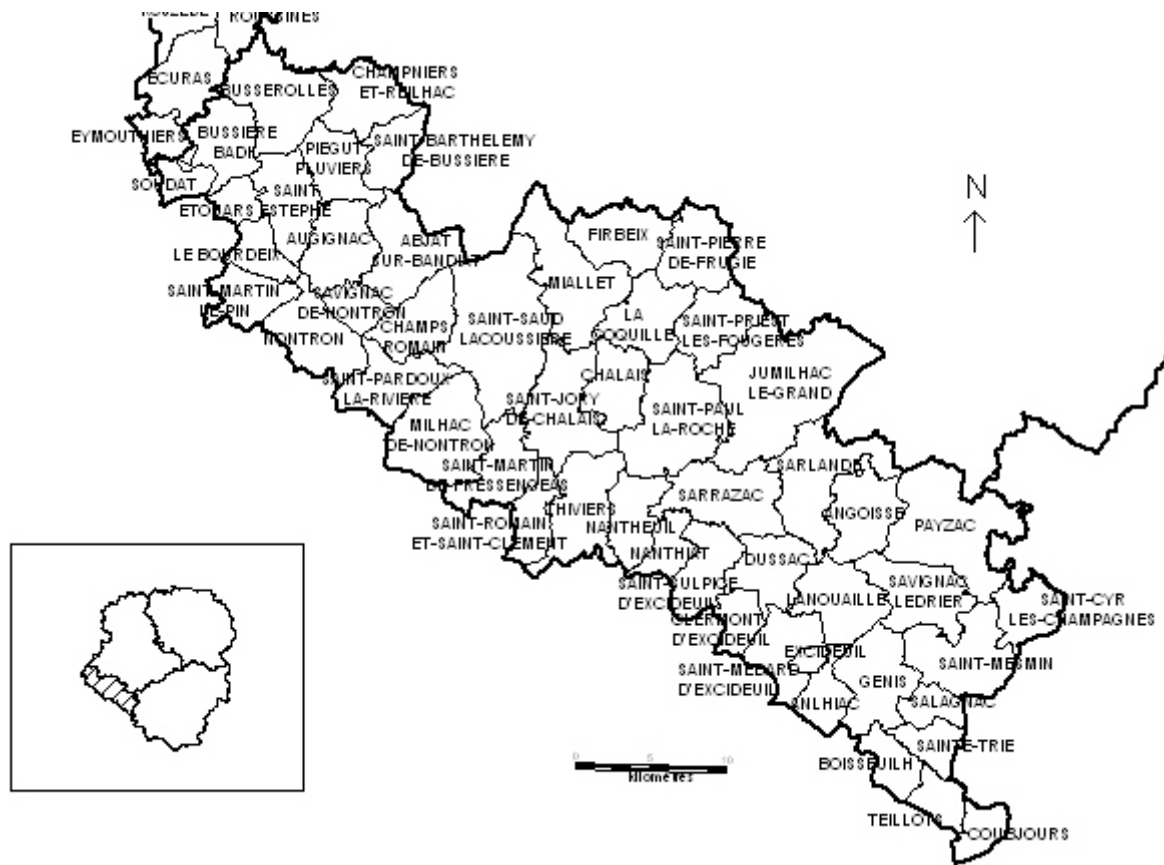 ROUZEDE
ROUSSINES
ECURAS
BUSSEROLLES
CHAMPNIERS
ET-REILHAC
EYMOUTHIERS
BUSSIERE
BADIL
PIEGUT
PLUVIERS
SAINT-BARTHELEMY
DE-BUSSIERE
SOUDAT
SAINT
ESTEPHE
ETOUARS
AUGIGNAC
ABJAT
SUR-BANDIAT
LE BOURDEIX
SAINT-MARTIN
LE-PIN
SAVIGNAC
DE-NONTRON
NONTRON
CHAMPS
ROMAIN
SAINT-SAUD
LACOUSSIERE
MIALLET
FIRBEIX
SAINT-PIERRE
DE-FRUGIE
N
LA
COQUILLE
SAINT-PRIEST
LES-FOUGERES
SAINT-PARDOUX
LA-RIVIERE
MILHAC
DE-NONTRON
SAINT-JORY
DE-CHALAIS
CHALAIS
SAINT-PAUL
LA-ROCHE
JUMILHAC
LE-GRAND
SAINT-MARTIN
DE-FRESSENGEAS
SAINT-ROMAIN
ET-SAINT-CLEMENT
THIVIERS
NANTHEUIL
NANTHIAT
SARRAZAC
SARLANDE
ANGOISSE
PAYZAC
SAINT-SULPICE
D'EXCIDEUIL
DUSSAC
LANOUAILLE
SAVIGNAC
LEDRIER
SAINT-CYR
LES-CHAMPAGNES
CLERMONT
D'EXCIDEUIL
EXCIDEUIL
SAINT-MEDARD
D'EXCIDEUIL
ANLHIAC
GENIS
SAINT-MESMIN
SALAGNAC
SAINTE-TRIE
BOISSEUILH
TEILLOTS
COUBJOURS
0 5 10
kilomètres